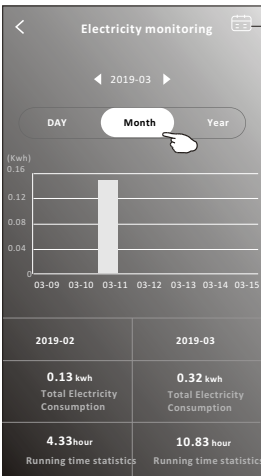 Electricity monitoring
2019-03
DAY Month Year
(Kwh)
0.16
0.12
0.08
0.04
0
03-09 03-10 03-11 03-12 03-13 03-14 03-15
2019-02 2019-03
0.13 kwh 0.32 kwh
Total Electricity Total Electricity
Consumption Consumption
4.33hour 10.83 hour
Running time statistics Running time statistics